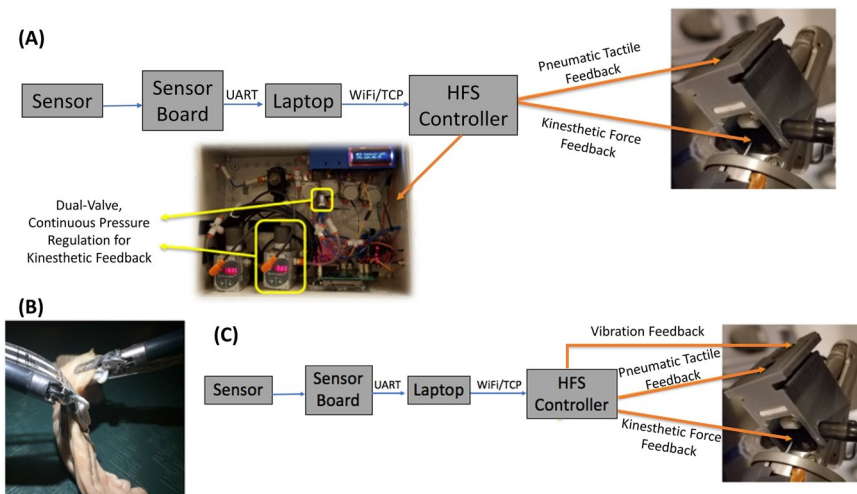 (A)
Pneumatic Tactile
Feedback
Sensor
Sensor
Board
UART
Laptop
WiFi/TCP
HFS
Controller
Kinesthetic Force
Feedback
Dual-Valve,
Continuous Pressure
Regulation for
Kinesthetic Feedback
(B)
(C)
Vibration Feedback
Sensor
Sensor
Board
UART
Laptop
WiFi/TCP
HFS
Controller
Pneumatic Tactile
Feedback
Kinesthetic Force
Feedback